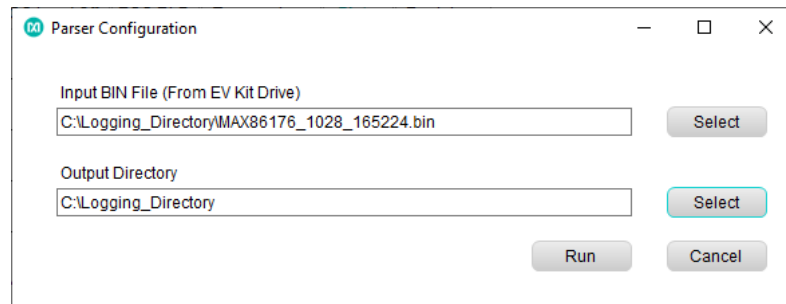 Parser Configuration
Input BIN File (From EV Kit Drive)
C:\Logging_Directory\MAX86176_1028_165224.bin
Select
Output Directory
C:\Logging_Directory
Select
Run
Cancel